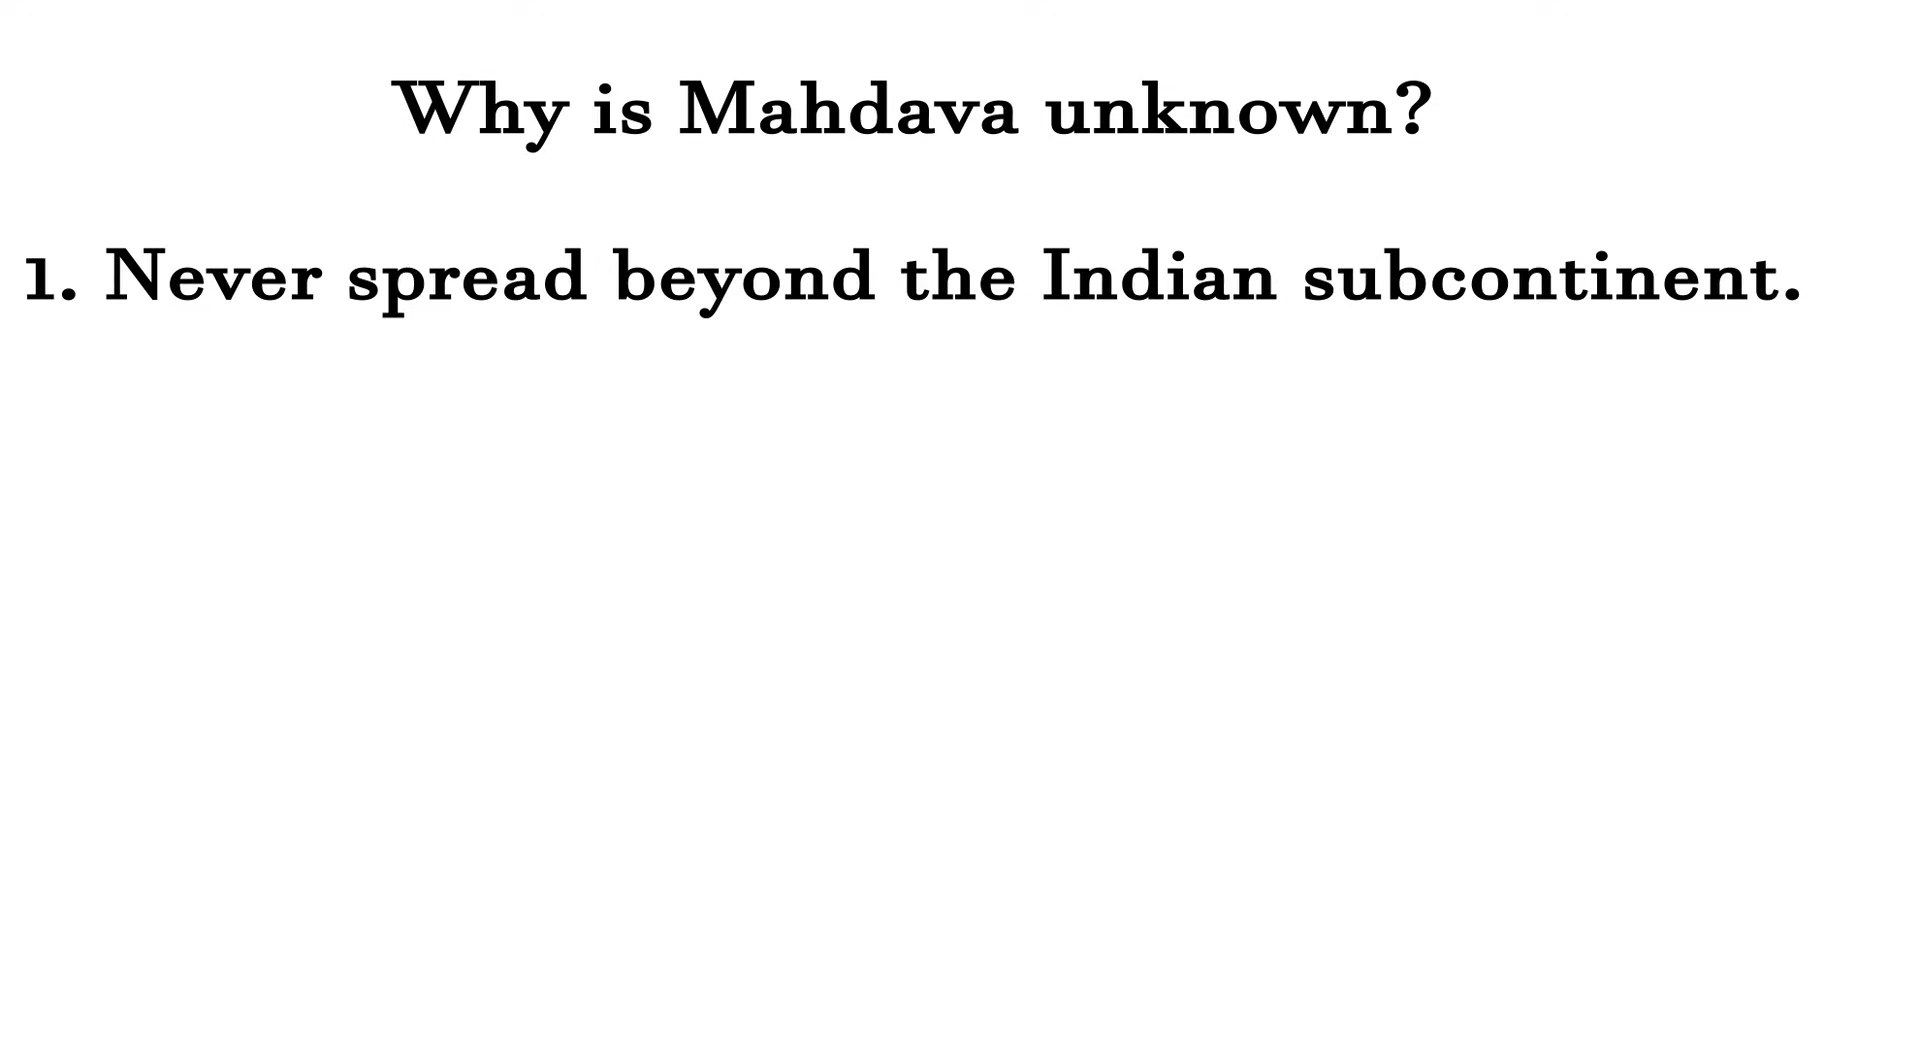 Why is Mahdava unknown?
1. Never spread beyond the Indian subcontinent.